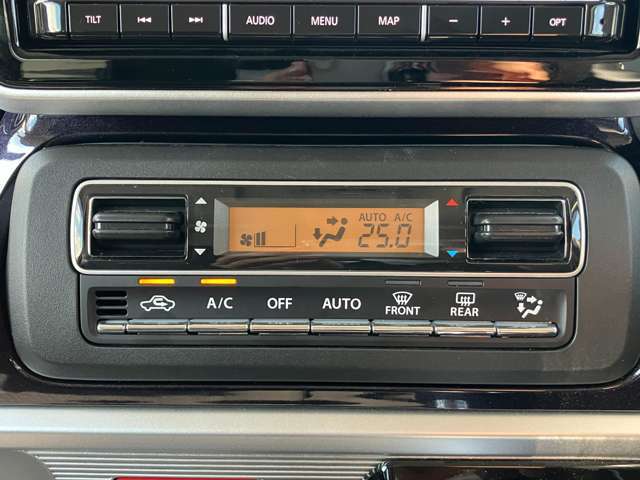 TILT AUDIO MENU MAP − + OPT
AUTO A/C
25.0
A/C OFF AUTO FRONT REAR